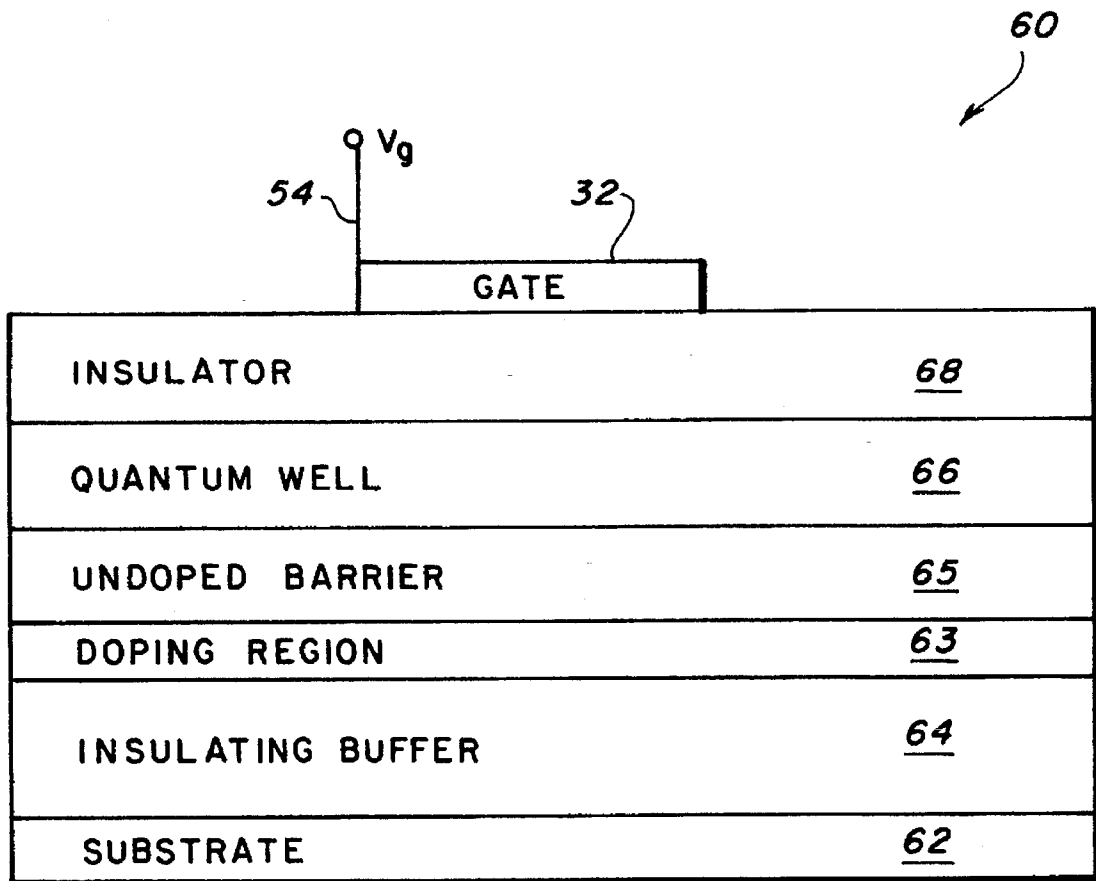 60
Vg
54
32
GATE
INSULATOR 68
QUANTUM WELL 66
UNDOPED BARRIER 65
DOPING REGION 63
INSULATING BUFFER 64
SUBSTRATE 62